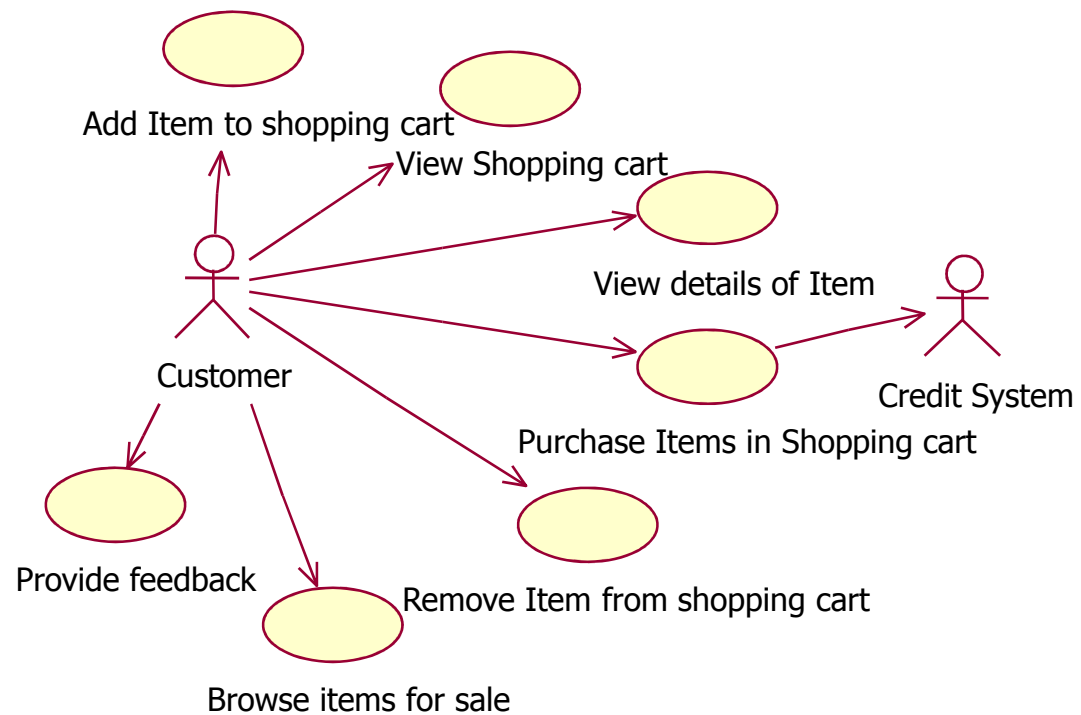 Add Item to shopping cart
View Shopping cart
View details of Item
Customer
Credit System
Purchase Items in Shopping cart
Provide feedback
Remove Item from shopping cart
Browse items for sale